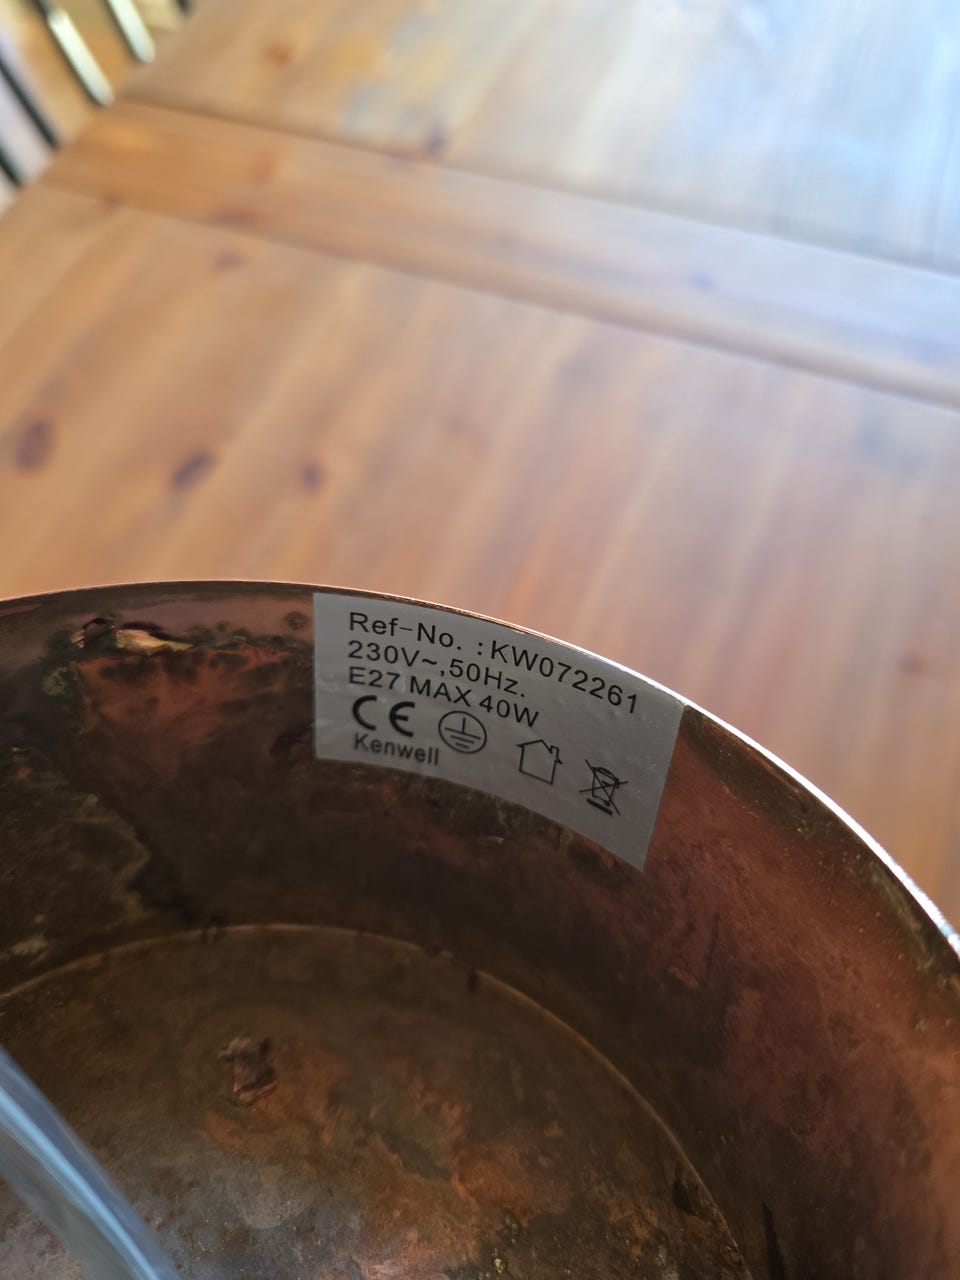 Ref-No. :KW072261
230V~,50Hz.
E27 MAX 40W
CE
Kenwell